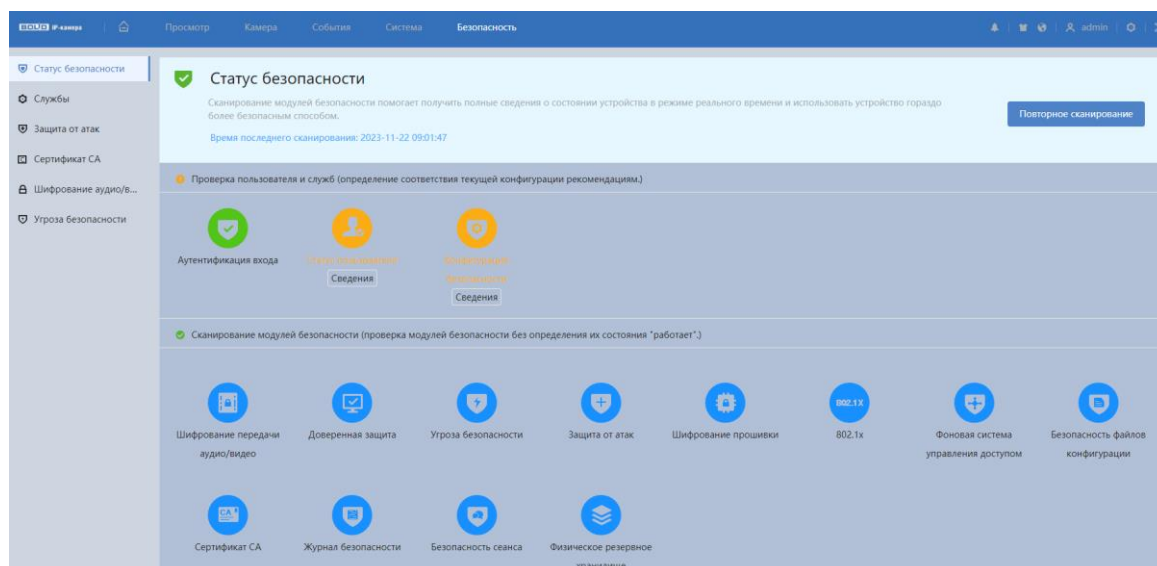 IP-камера Просмотр Камера События Система Безопасность admin
Статус безопасности
Службы
Защита от атак
Сертификат CA
Шифрование аудио/в...
Угроза безопасности
Статус безопасности
Сканирование модулей безопасности помогает получить полные сведения о состоянии устройства в режиме реального времени и использовать устройство гораздо
более безопасным способом.
Повторное сканирование
Время последнего сканирования: 2023-11-22 09:01:47
Проверка пользователя и служб (определение соответствия текущей конфигурации рекомендациям.)
Аутентификация входа
Статус пользователя
Сведения
Конфигурация
безопасности
Сведения
Сканирование модулей безопасности (проверка модулей безопасности без определения их состояния "работает".)
802.1X
Шифрование передачи
аудио/видео
Доверенная защита
Угроза безопасности
Защита от атак
Шифрование прошивки
802.1x
Фоновая система
управления доступом
Безопасность файлов
конфигурации
CA
Сертификат CA
Журнал безопасности
Безопасность сеанса
Физическое резервное
хранилище